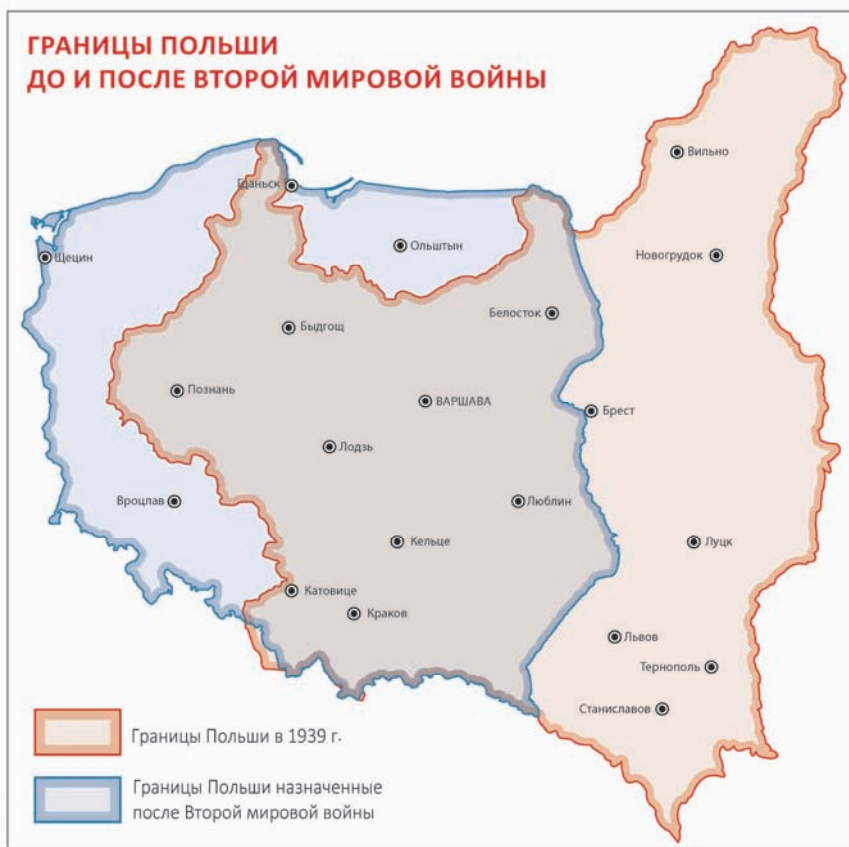 ГРАНИЦЫ ПОЛЬШИ
ДО И ПОСЛЕ ВТОРОЙ МИРОВОЙ ВОЙНЫ
Вильно
Гданьск
Ольштын
Новогрудок
Щецин
Белосток
Быдгощ
Познань
ВАРШАВА
Брест
Лодзь
Вроцлав
Люблин
Кельце
Луцк
Катовице
Краков
Львов
Тернополь
Станиславов
Границы Польши в 1939 г.
Границы Польши назначенные
после Второй мировой войны